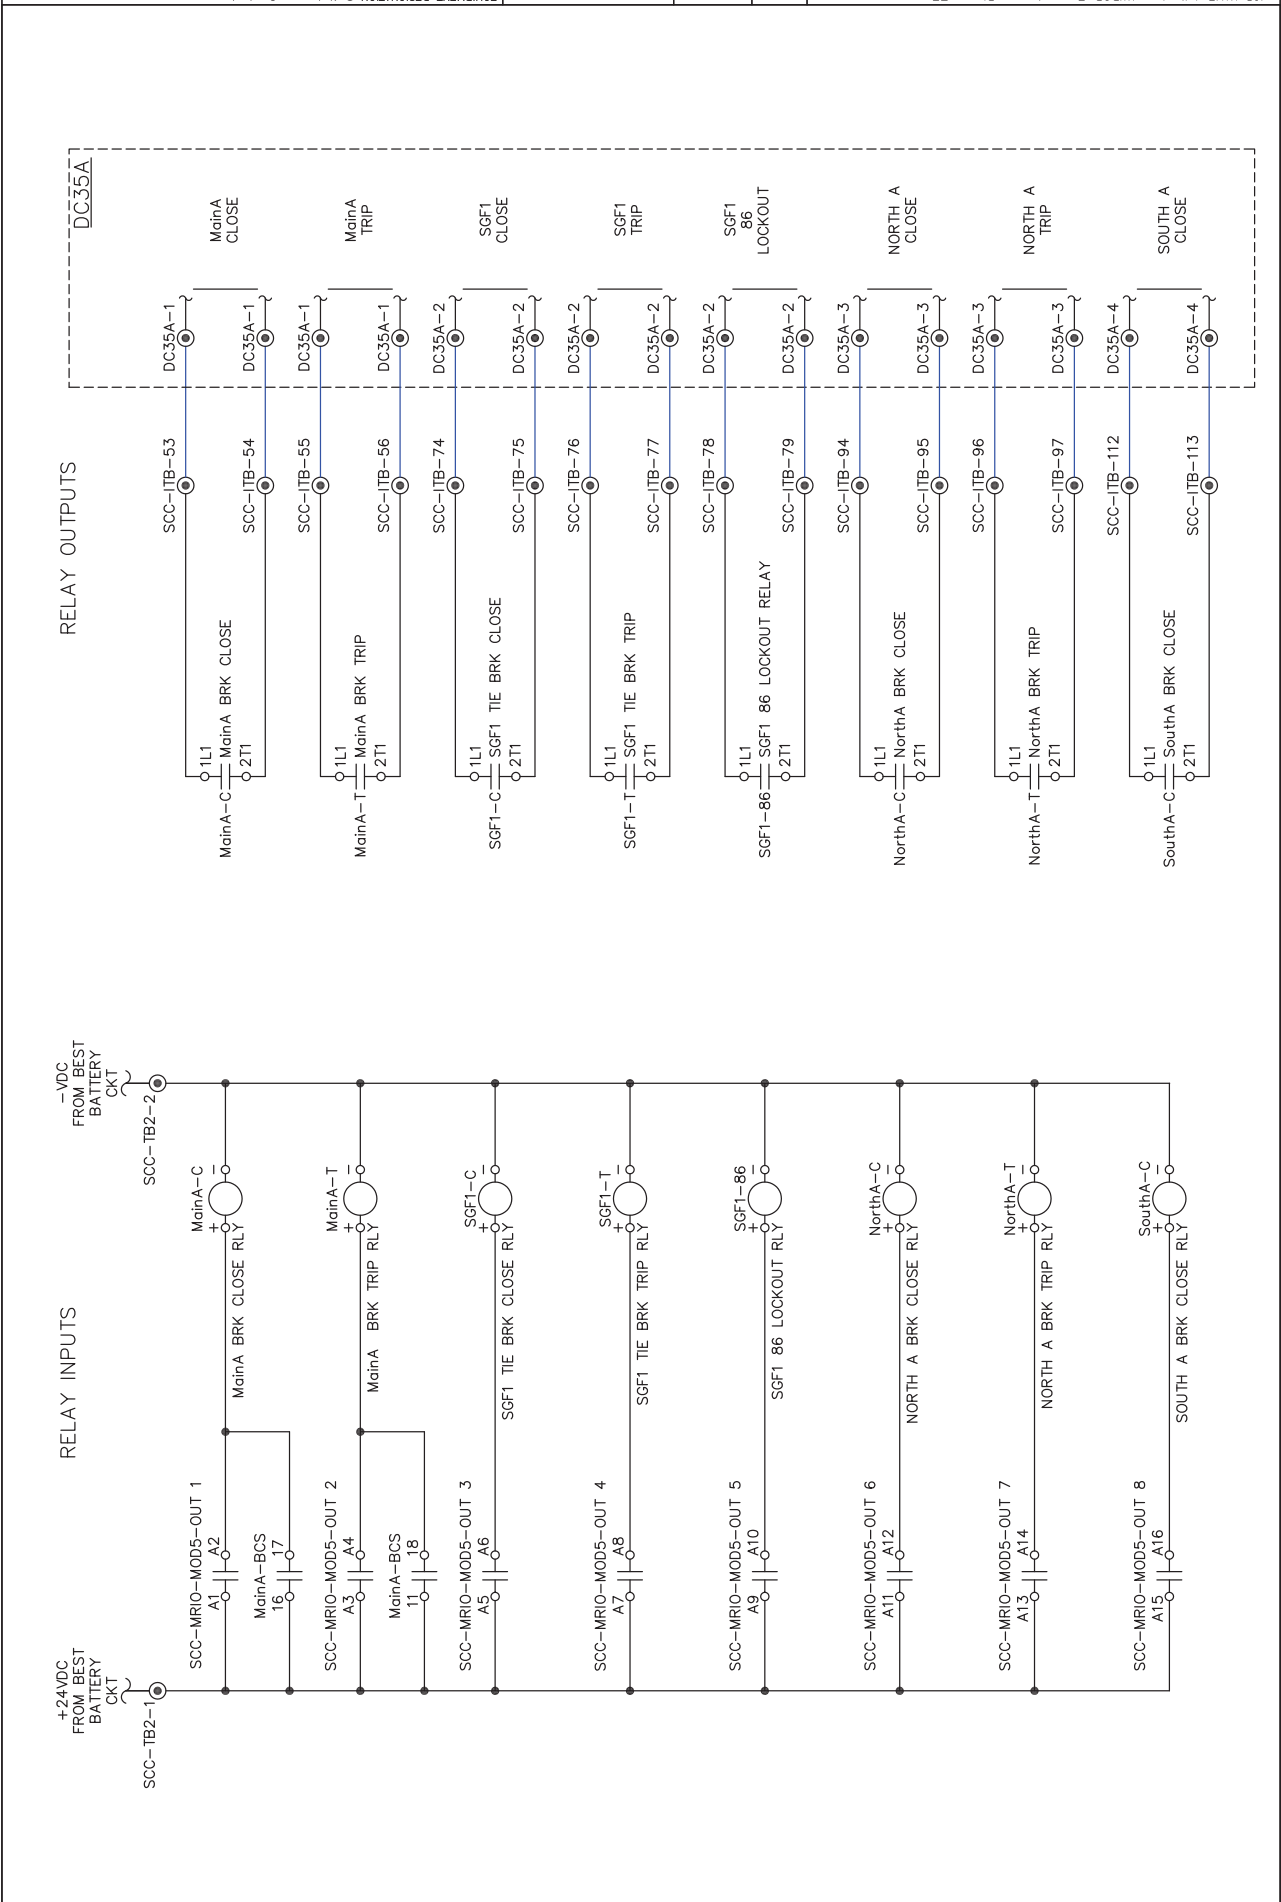 RELAY INPUTS
+24VDC
FROM BEST
BATTERY
CKT
SCC-TB2-1
-VDC
FROM BEST
BATTERY
CKT
SCC-TB2-2
SCC-MRIO-MOD5-OUT 1
A1 A2
MainA-C
+ -
MainA BRK CLOSE RLY
MainA-BCS
16 17
SCC-MRIO-MOD5-OUT 2
A3 A4
MainA-T
+ -
MainA BRK TRIP RLY
MainA-BCS
11 18
SCC-MRIO-MOD5-OUT 3
A5 A6
SGF1-C
+ -
SGF1 TIE BRK CLOSE RLY
SCC-MRIO-MOD5-OUT 4
A7 A8
SGF1-T
+ -
SGF1 TIE BRK TRIP RLY
SCC-MRIO-MOD5-OUT 5
A9 A10
SGF1-86
+ -
SGF1 86 LOCKOUT RLY
SCC-MRIO-MOD5-OUT 6
A11 A12
NorthA-C
+ -
NORTH A BRK CLOSE RLY
SCC-MRIO-MOD5-OUT 7
A13 A14
NorthA-T
+ -
NORTH A BRK TRIP RLY
SCC-MRIO-MOD5-OUT 8
A15 A16
SouthA-C
+ -
SOUTH A BRK CLOSE RLY
RELAY OUTPUTS
DC35A
SCC-ITB-53 DC35A-1
MainA-C 1L1 MainA BRK CLOSE 2T1
MainA
CLOSE
SCC-ITB-54 DC35A-1
SCC-ITB-55 DC35A-1
MainA-T 1L1 MainA BRK TRIP 2T1
MainA
TRIP
SCC-ITB-56 DC35A-1
SCC-ITB-74 DC35A-2
SGF1-C 1L1 SGF1 TIE BRK CLOSE 2T1
SGF1
CLOSE
SCC-ITB-75 DC35A-2
SCC-ITB-76 DC35A-2
SGF1-T 1L1 SGF1 TIE BRK TRIP 2T1
SGF1
TRIP
SCC-ITB-77 DC35A-2
SCC-ITB-78 DC35A-2
SGF1-86 1L1 SGF1 86 LOCKOUT RELAY 2T1
SGF1
86
LOCKOUT
SCC-ITB-79 DC35A-2
SCC-ITB-94 DC35A-3
NorthA-C 1L1 NorthA BRK CLOSE 2T1
NORTH A
CLOSE
SCC-ITB-95 DC35A-3
SCC-ITB-96 DC35A-3
NorthA-T 1L1 NorthA BRK TRIP 2T1
NORTH A
TRIP
SCC-ITB-97 DC35A-3
SCC-ITB-112 DC35A-4
SouthA-C 1L1 SouthA BRK CLOSE 2T1
SOUTH A
CLOSE
SCC-ITB-113 DC35A-4